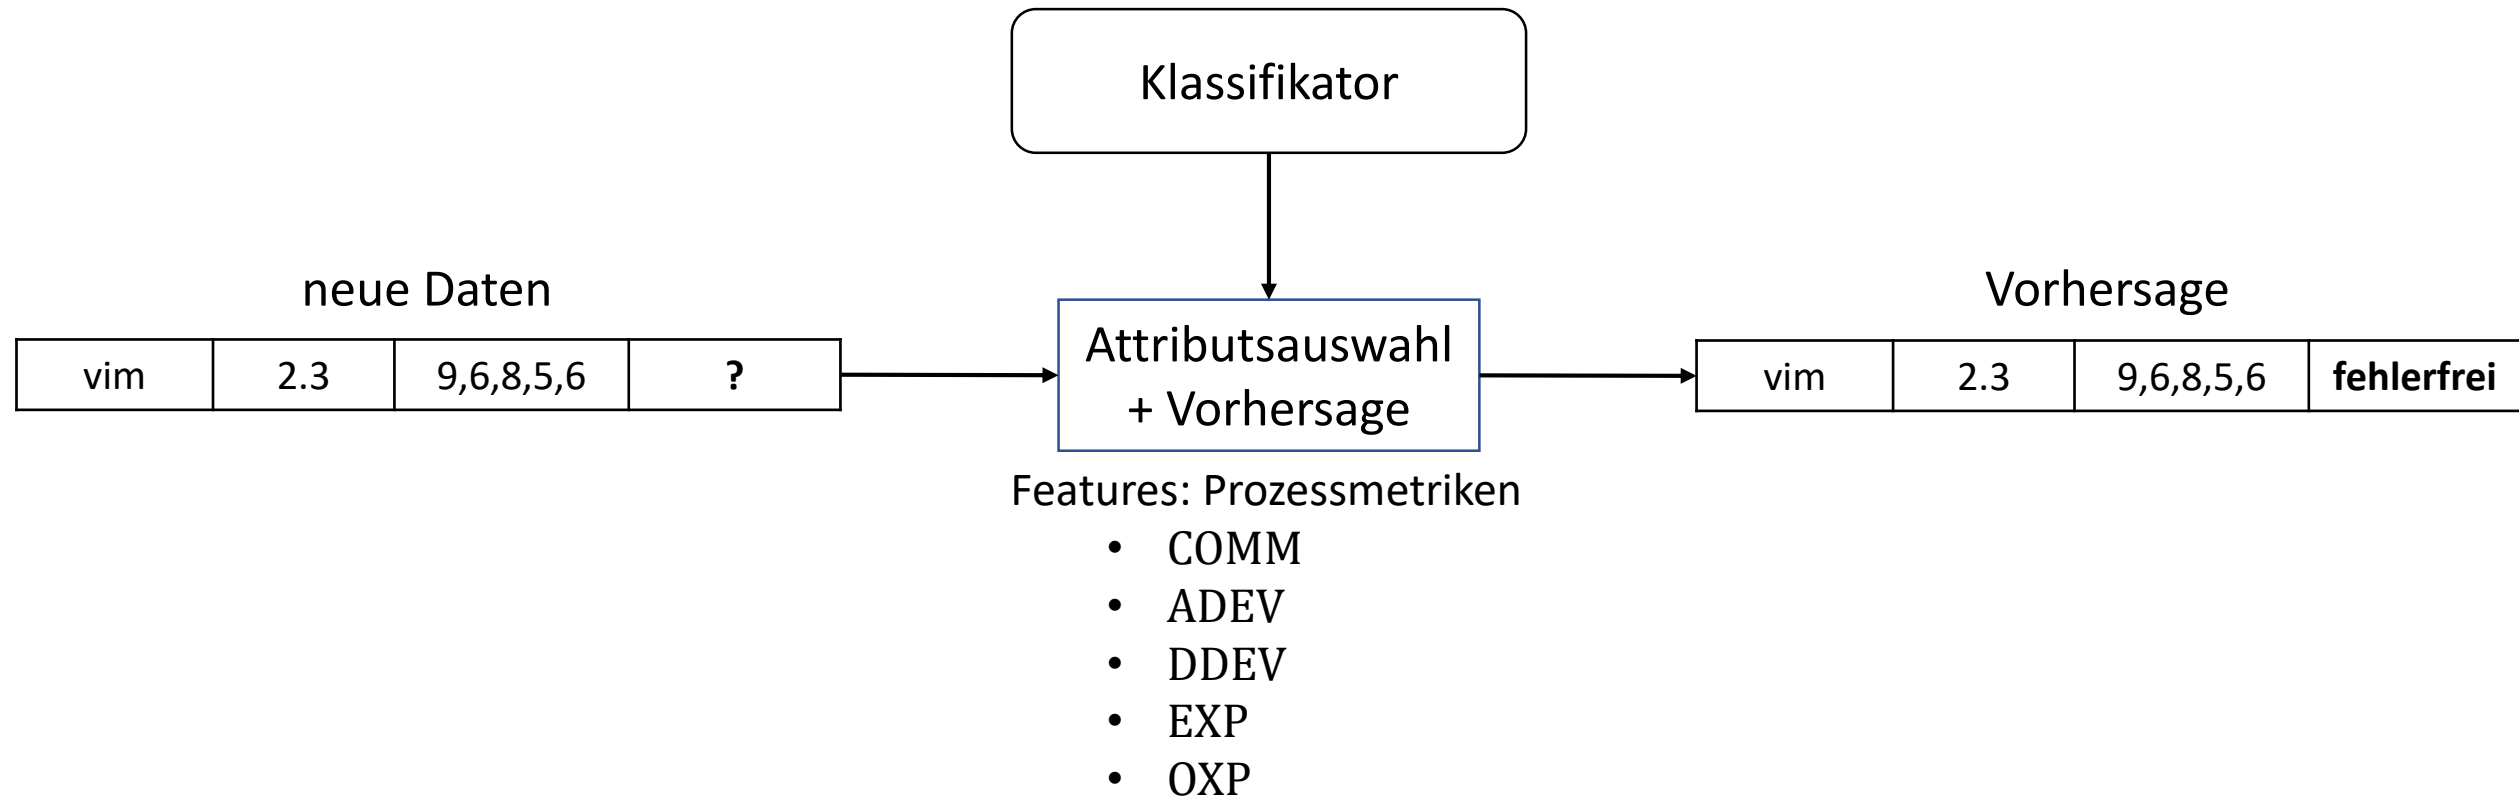 Klassifikator
neue Daten
vim 2.3 9,6,8,5,6 ?
Attributsauswahl
+ Vorhersage
Vorhersage
vim 2.3 9,6,8,5,6 fehlerfrei
Features: Prozessmetriken
• COMM
• ADEV
• DDEV
• EXP
• OXP